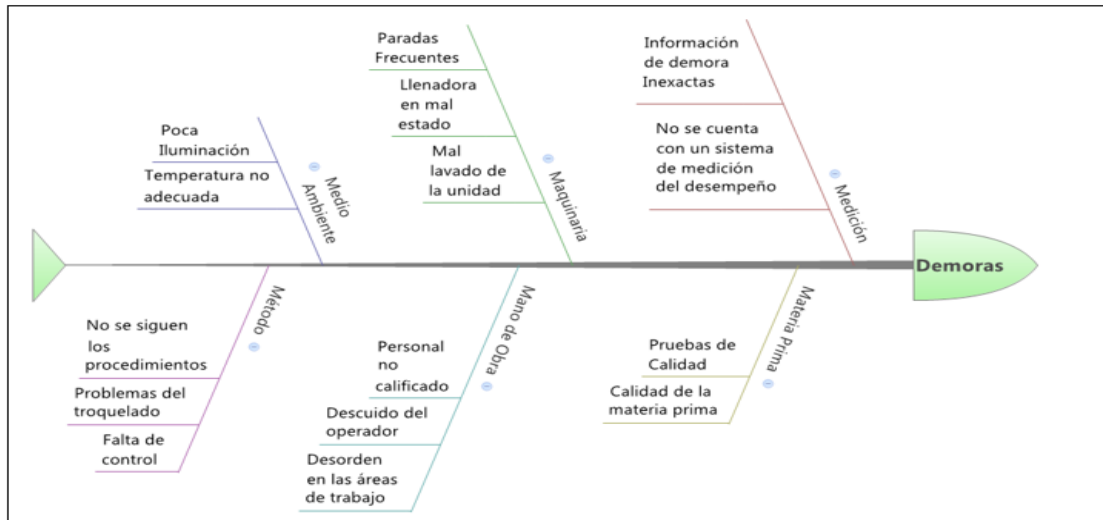 Paradas
Frecuentes
Llenadora
en mal
estado
Mal
lavado de
la unidad
Maquinaria
Información
de demora
Inexactas
No se cuenta
con un sistema
de medición
del desempeño
Medición
Poca
Iluminación
Temperatura no
adecuada
Medio
Ambiente
Demoras
Método
No se siguen
los
procedimientos
Problemas del
troquelado
Falta de
control
Mano de Obra
Personal
no
calificado
Descuido del
operador
Desorden
en las áreas
de trabajo
Materia Prima
Pruebas de
Calidad
Calidad de la
materia prima